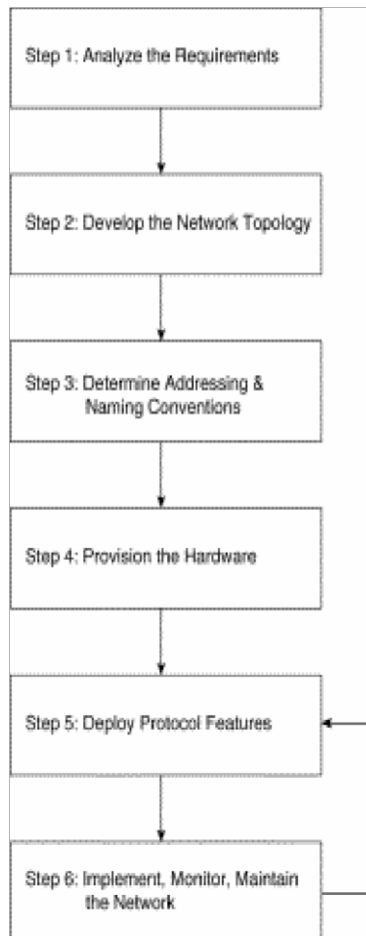 Step 1: Analyze the Requirements
Step 2: Develop the Network Topology
Step 3: Determine Addressing &
Naming Conventions
Step 4: Provision the Hardware
Step 5: Deploy Protocol Features
Step 6: Implement, Monitor, Maintain
the Network